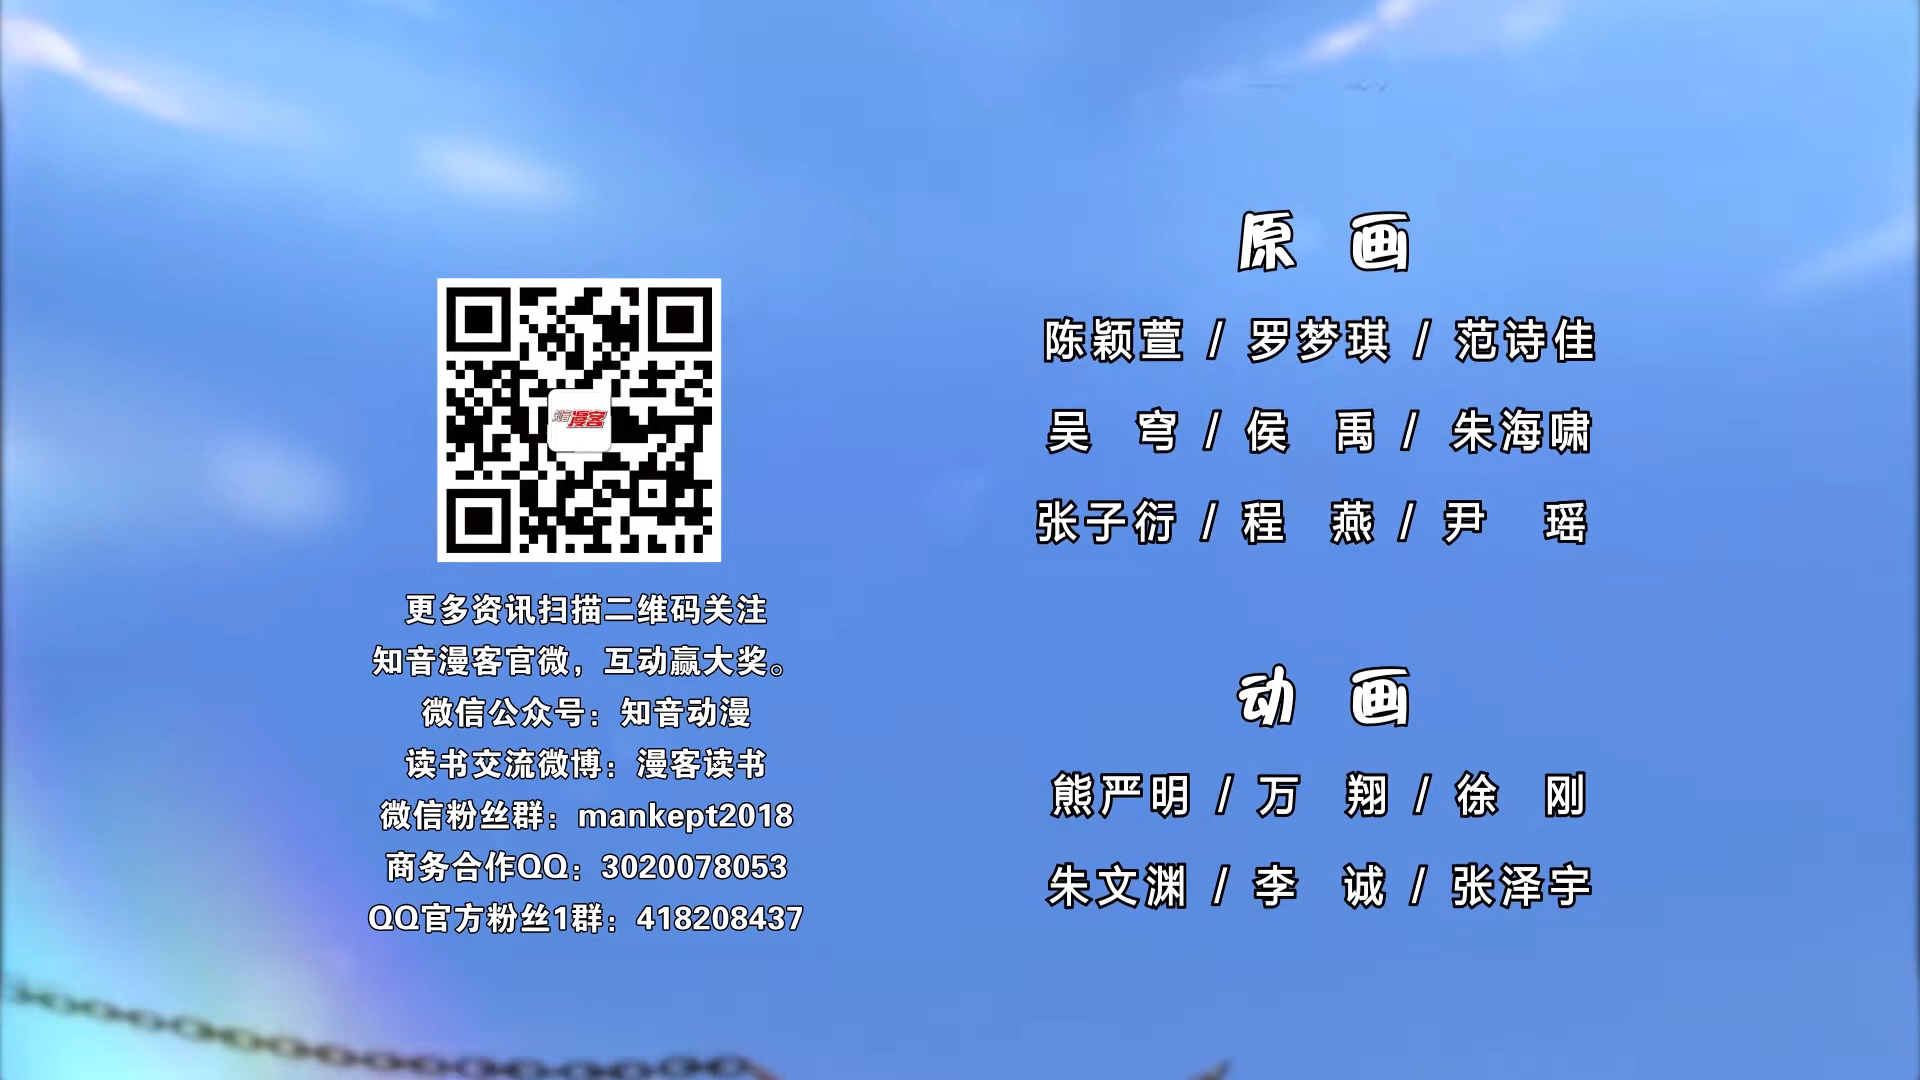 知音漫客
更多资讯扫描二维码关注
知音漫客官微，互动赢大奖。
微信公众号：知音动漫
读书交流微博：漫客读书
微信粉丝群：mankept2018
商务合作QQ：3020078053
QQ官方粉丝1群：418208437
原 画
陈颖萱 / 罗梦琪 / 范诗佳
吴 穹 / 侯 禹 / 朱海啸
张子衍 / 程 燕 / 尹 瑶
动 画
熊严明 / 万 翔 / 徐 刚
朱文渊 / 李 诚 / 张泽宇